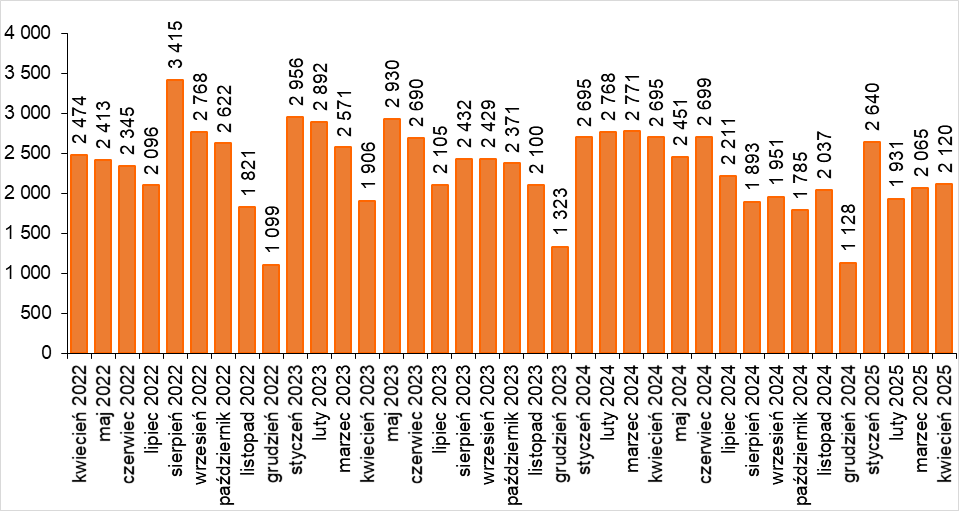 4 000
3 500
3 000
2 500
2 000
1 500
1 000
500
0
2 474
2 413
2 345
2 096
3 415
2 768
2 622
1 821
1 099
2 956
2 892
2 571
1 906
2 930
2 690
2 105
2 432
2 429
2 371
2 100
1 323
2 695
2 768
2 771
2 695
2 451
2 699
2 211
1 893
1 951
1 785
2 037
1 128
2 640
1 931
2 065
2 120
kwiecień 2022
maj 2022
czerwiec 2022
lipiec 2022
sierpień 2022
wrzesień 2022
październik 2022
listopad 2022
grudzień 2022
styczeń 2023
luty 2023
marzec 2023
kwiecień 2023
maj 2023
czerwiec 2023
lipiec 2023
sierpień 2023
wrzesień 2023
październik 2023
listopad 2023
grudzień 2023
styczeń 2024
luty 2024
marzec 2024
kwiecień 2024
maj 2024
czerwiec 2024
lipiec 2024
sierpień 2024
wrzesień 2024
październik 2024
listopad 2024
grudzień 2024
styczeń 2025
luty 2025
marzec 2025
kwiecień 2025